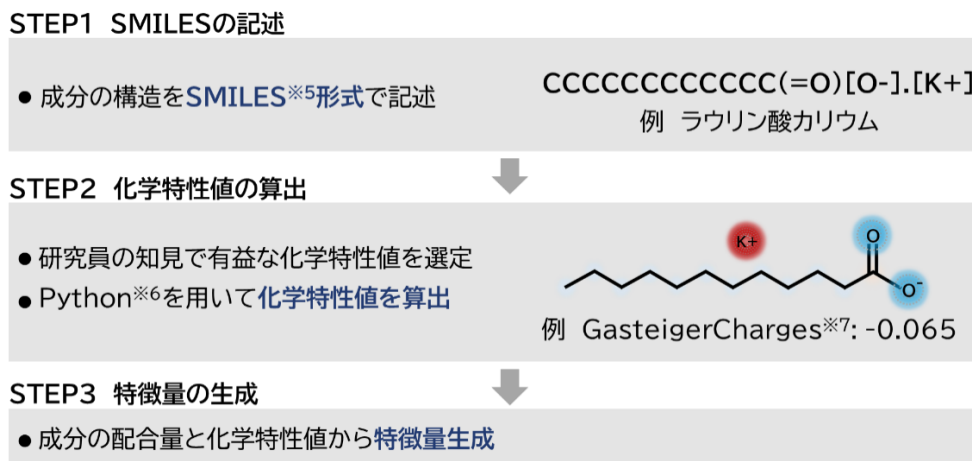 STEP1 SMILESの記述
● 成分の構造をSMILES※5形式で記述
CCCCCCCCCCCC(=O)[O-].[K+]
例 ラウリン酸カリウム
STEP2 化学特性値の算出
● 研究員の知見で有益な化学特性値を選定
● Python※6を用いて化学特性値を算出
K+
O
O-
例 GasteigerCharges※7: -0.065
STEP3 特徴量の生成
● 成分の配合量と化学特性値から特徴量生成